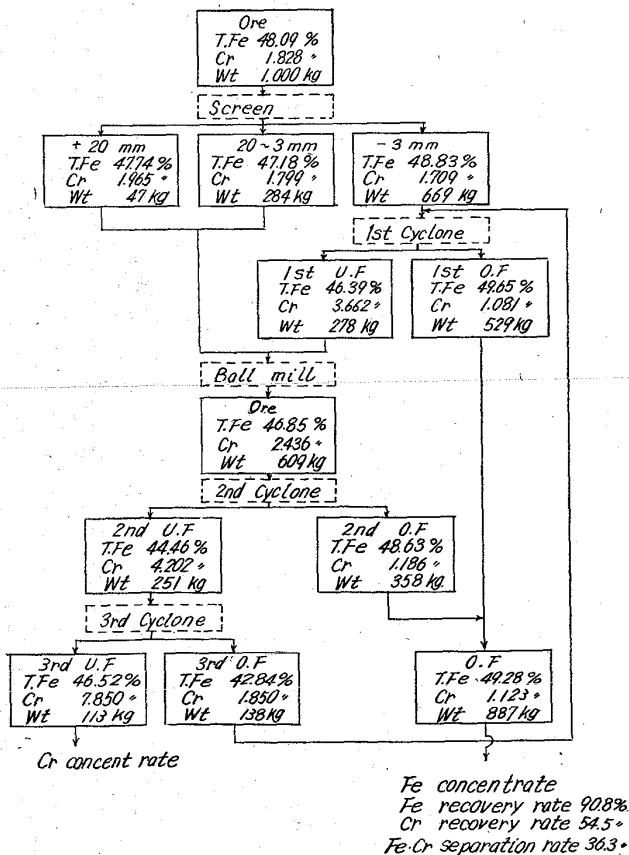 Ore
T.Fe 48.09 %
Cr 1.828 〃
Wt 1.000 kg
Screen
+ 20 mm
T.Fe 47.74 %
Cr 1.965 〃
Wt 47 kg
20 ~ 3 mm
T.Fe 47.18 %
Cr 1.799 〃
Wt 284 kg
- 3 mm
T.Fe 48.83 %
Cr 1.709 〃
Wt 669 kg
1st Cyclone
1st U.F
T.Fe 46.39 %
Cr 3.662 〃
Wt 278 kg
1st O.F
T.Fe 49.65 %
Cr 1.081 〃
Wt 529 kg
Ball mill
Ore
T.Fe 46.85 %
Cr 2.436 〃
Wt 609 kg
2nd Cyclone
2nd U.F
T.Fe 44.46 %
Cr 4.202 〃
Wt 251 kg
2nd O.F
T.Fe 48.63 %
Cr 1.186 〃
Wt 358 kg
3rd Cyclone
3rd U.F
T.Fe 46.52 %
Cr 7.850 〃
Wt 113 kg
3rd O.F
T.Fe 42.84 %
Cr 1.850 〃
Wt 138 kg
O.F
T.Fe 49.28 %
Cr 1.123 〃
Wt 887 kg
Cr concent rate
Fe concentrate
Fe recovery rate 90.8%
Cr recovery rate 54.5 〃
Fe·Cr separation rate 36.3 〃